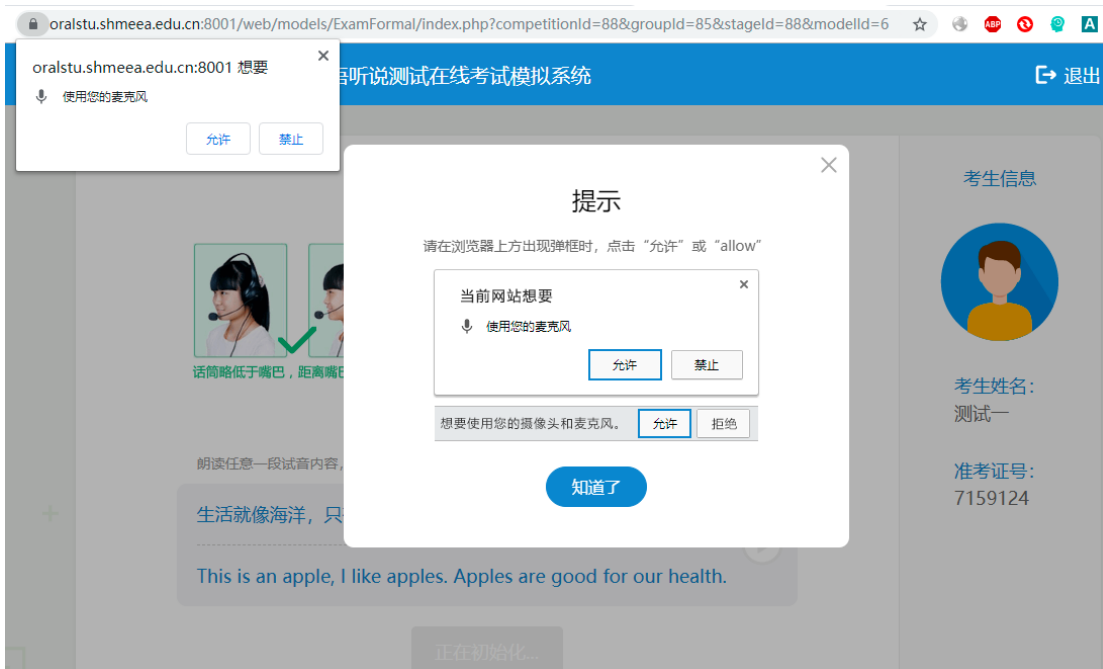 oralstu.shmeea.edu.cn:8001/web/models/ExamFormal/index.php?competitionId=88&groupId=85&stageId=88&modelId=6
ABP
A
oralstu.shmeea.edu.cn:8001 想要
使用您的麦克风
允许
禁止
语听说测试在线考试模拟系统
退出
提示
请在浏览器上方出现弹框时，点击“允许”或“allow”
当前网站想要
使用您的麦克风
允许
禁止
想要使用您的摄像头和麦克风。
允许
拒绝
知道了
话筒略低于嘴巴，距离嘴巴
朗读任意一段试音内容，
生活就像海洋，只
This is an apple, I like apples. Apples are good for our health.
正在初始化...
考生信息
考生姓名：
测试一
准考证号：
7159124